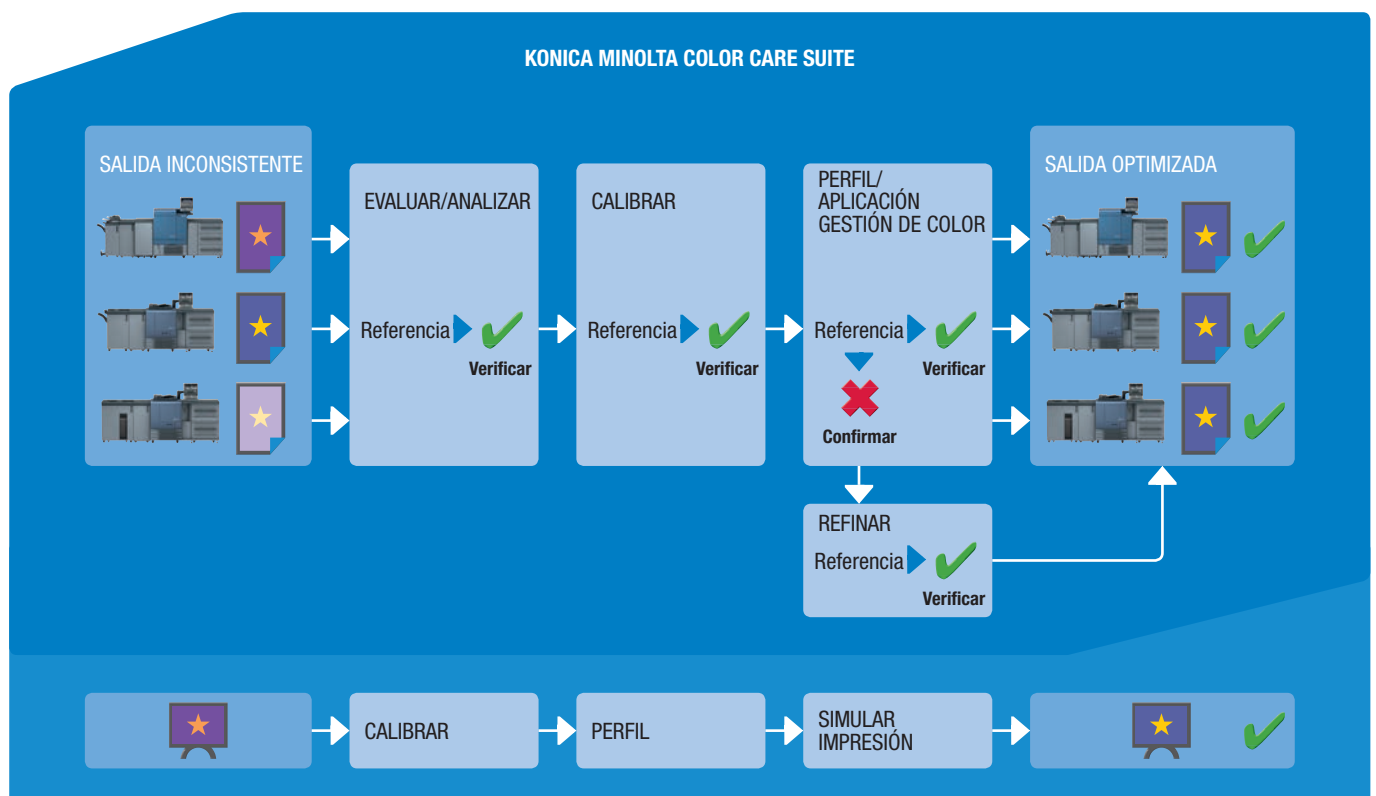 KONICA MINOLTA COLOR CARE SUITE
SALIDA INCONSISTENTE
EVALUAR/ANALIZAR
Referencia
Verificar
CALIBRAR
Referencia
Verificar
PERFIL/
APLICACIÓN
GESTIÓN DE COLOR
Referencia
Verificar
Confirmar
REFINAR
Referencia
Verificar
SALIDA OPTIMIZADA
CALIBRAR
PERFIL
SIMULAR
IMPRESIÓN